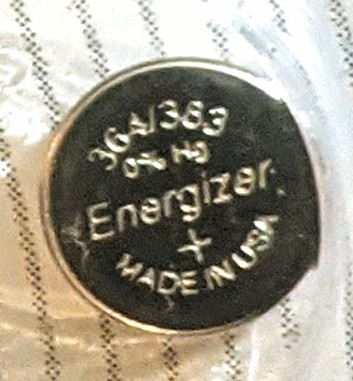 364/363
0% Hg
Energizer
+
MADE IN USA